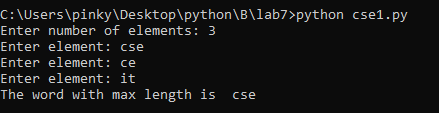 C:\Users\pinky\Desktop\python\B\lab7>python cse1.py
Enter number of elements: 3
Enter element: cse
Enter element: ce
Enter element: it
The word with max length is  cse